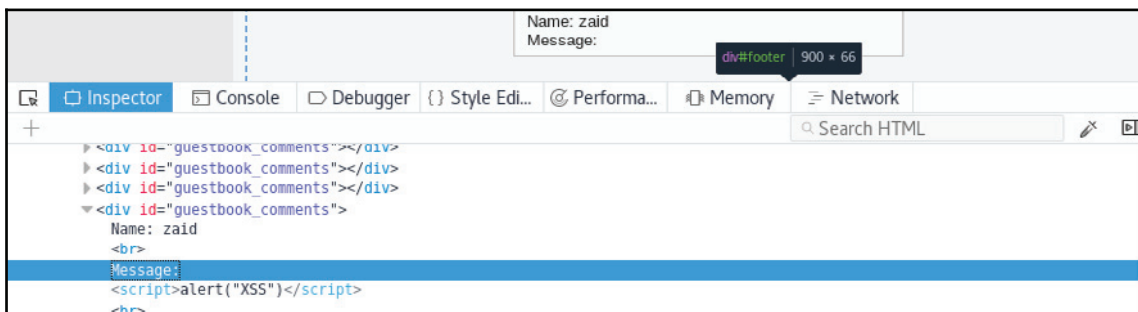 Name: zaid
Message:
div#footer | 900 × 66
Inspector Console Debugger {} Style Edi... Performa... Memory Network
+ Search HTML
<div id="guestbook_comments"></div>
<div id="guestbook_comments"></div>
<div id="guestbook_comments"></div>
<div id="guestbook_comments">
Name: zaid
<br>
Message:
<script>alert("XSS")</script>
<br>